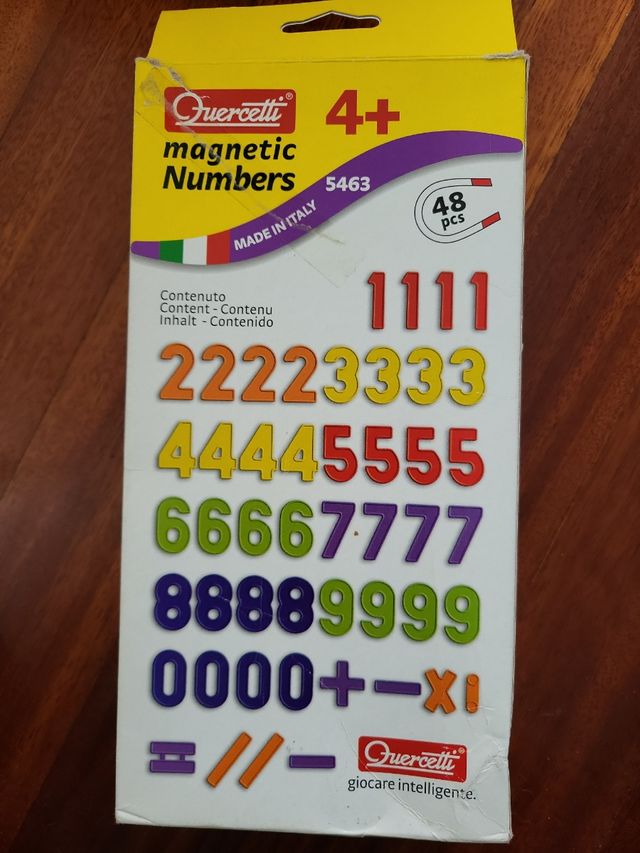 Quercetti®
4+
magnetic
Numbers
5463
MADE IN ITALY
48
pcs
Contenuto
Content - Contenu
Inhalt - Contenido
1111
22223333
44445555
66667777
88889999
0000+−x:
= // −
Quercetti®
giocare intelligente.